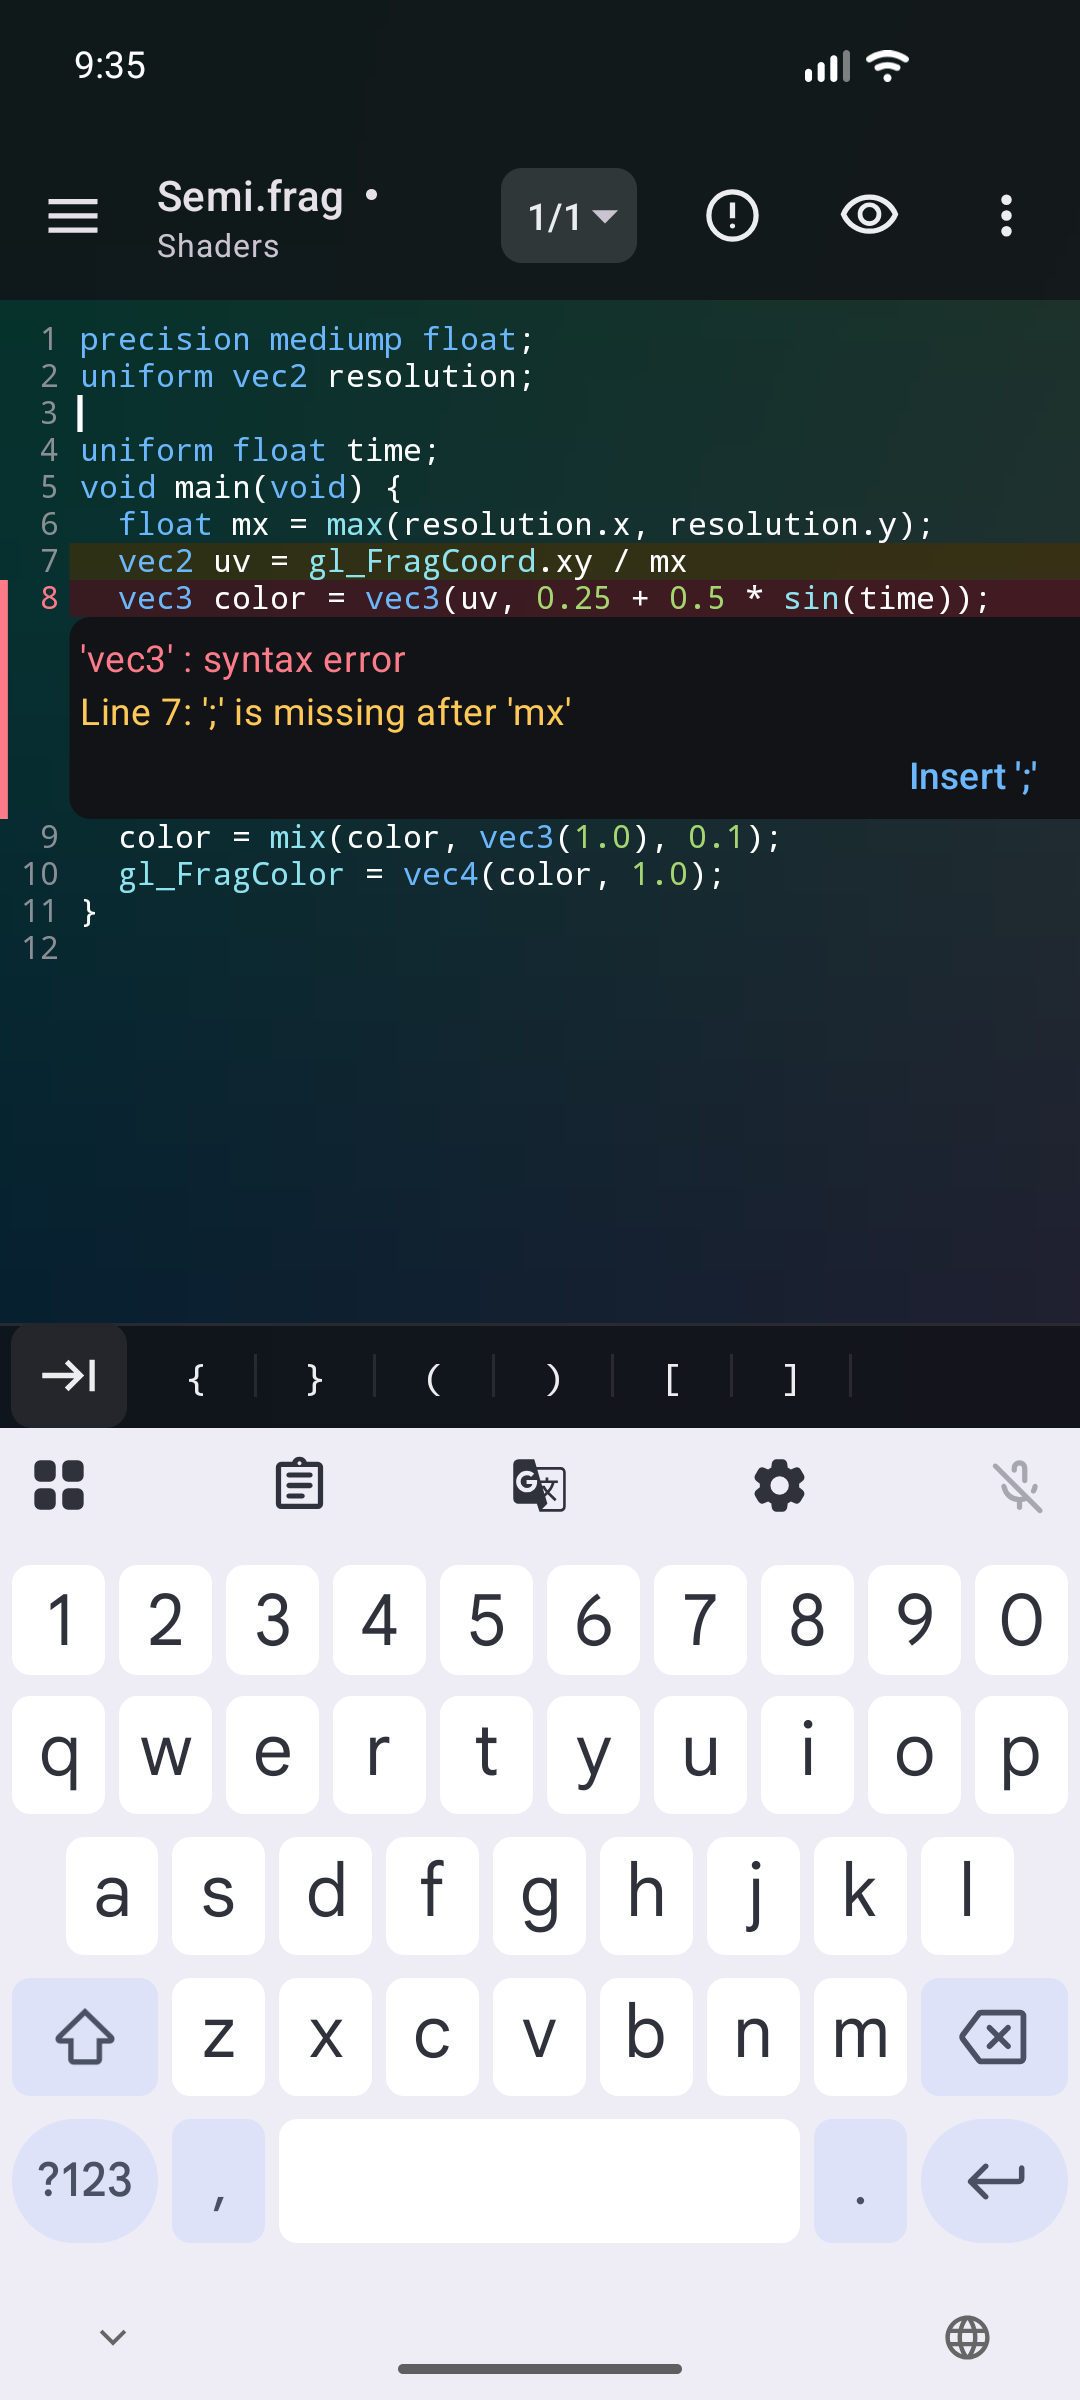 9:35
Semi.frag •
Shaders
1/1
1 precision mediump float;
2 uniform vec2 resolution;
3
4 uniform float time;
5 void main(void) {
6   float mx = max(resolution.x, resolution.y);
7   vec2 uv = gl_FragCoord.xy / mx
8   vec3 color = vec3(uv, 0.25 + 0.5 * sin(time));
'vec3' : syntax error
Line 7: ';' is missing after 'mx'
Insert ';'
9   color = mix(color, vec3(1.0), 0.1);
10   gl_FragColor = vec4(color, 1.0);
11 }
12
{ } ( ) [ ]
1 2 3 4 5 6 7 8 9 0
q w e r t y u i o p
a s d f g h j k l
z x c v b n m
?123 , .